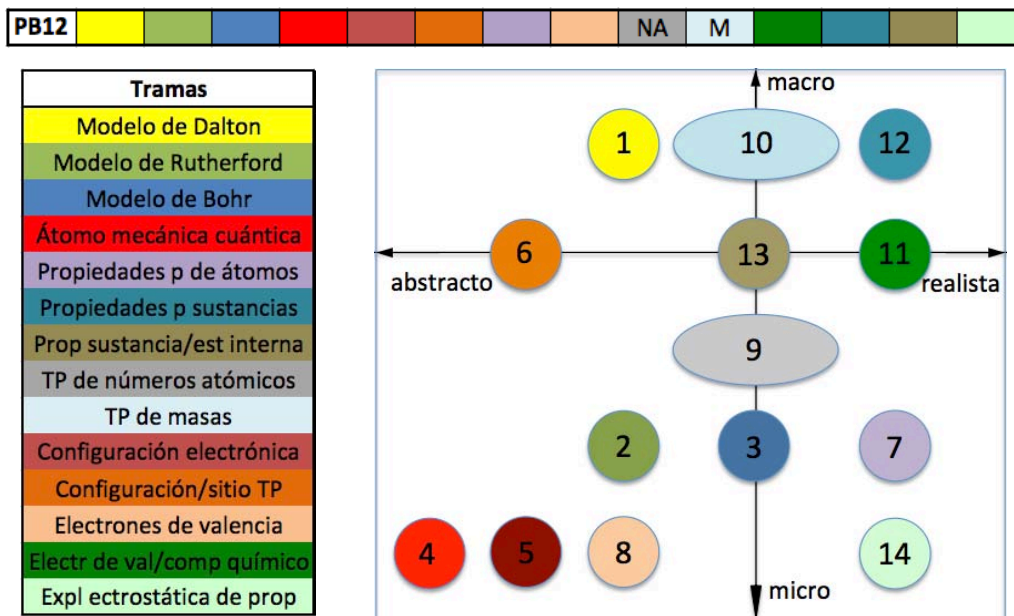 PB12 NA M
Tramas
Modelo de Dalton
Modelo de Rutherford
Modelo de Bohr
Átomo mecánica cuántica
Propiedades p de átomos
Propiedades p sustancias
Prop sustancia/est interna
TP de números atómicos
TP de masas
Configuración electrónica
Configuración/sitio TP
Electrones de valencia
Electr de val/comp químico
Expl ectrostática de prop
macro
1 10 12
6 13 11
abstracto realista
9
2 3 7
4 5 8 14
micro